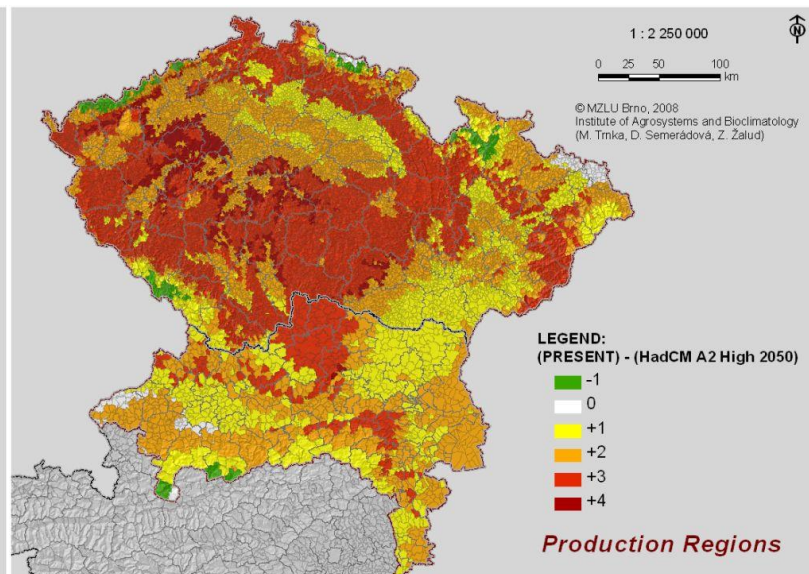 1 : 2 250 000
N
0 25 50 100
km
© MZLU Brno, 2008
Institute of Agrosystems and Bioclimatology
(M. Trnka, D. Semerádová, Z. Žalud)
LEGEND:
(PRESENT) - (HadCM A2 High 2050)
-1
0
+1
+2
+3
+4
Production Regions